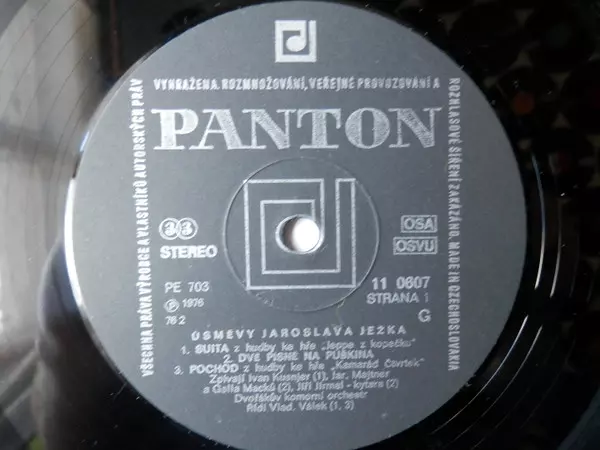 VŠECHNA PRÁVA VÝROBCE A VLASTNÍKŮ AUTORSKÝCH PRÁV VYHRAŽENA. ROZMNOŽOVÁNÍ, VEŘEJNÉ PROVOZOVÁNÍ A ROZHLASOVÉ ŠÍŘENÍ ZAKÁZÁNO. MADE IN CZECHOSLOVAKIA
PANTON
33
STEREO
OSA
OSVU
PE 703
℗ 1976
76 2
11 0607
STRANA 1
G
ÚSMĚVY JAROSLAVA JEŽKA
1. SUITA z hudby ke hře „Jeppe z kopečku"
2. DVĚ PÍSNĚ NA PUŠKINA
3. POCHOD z hudby ke hře „Kamarád Čtvrtek"
Zpívají Ivan Kusnjer (1), Jar. Majtner
a Gallia Macků (2), Jiří Jirmal - kytara (2)
Dvořákův komorní orchestr
Řídí Vlad. Válek (1, 3)